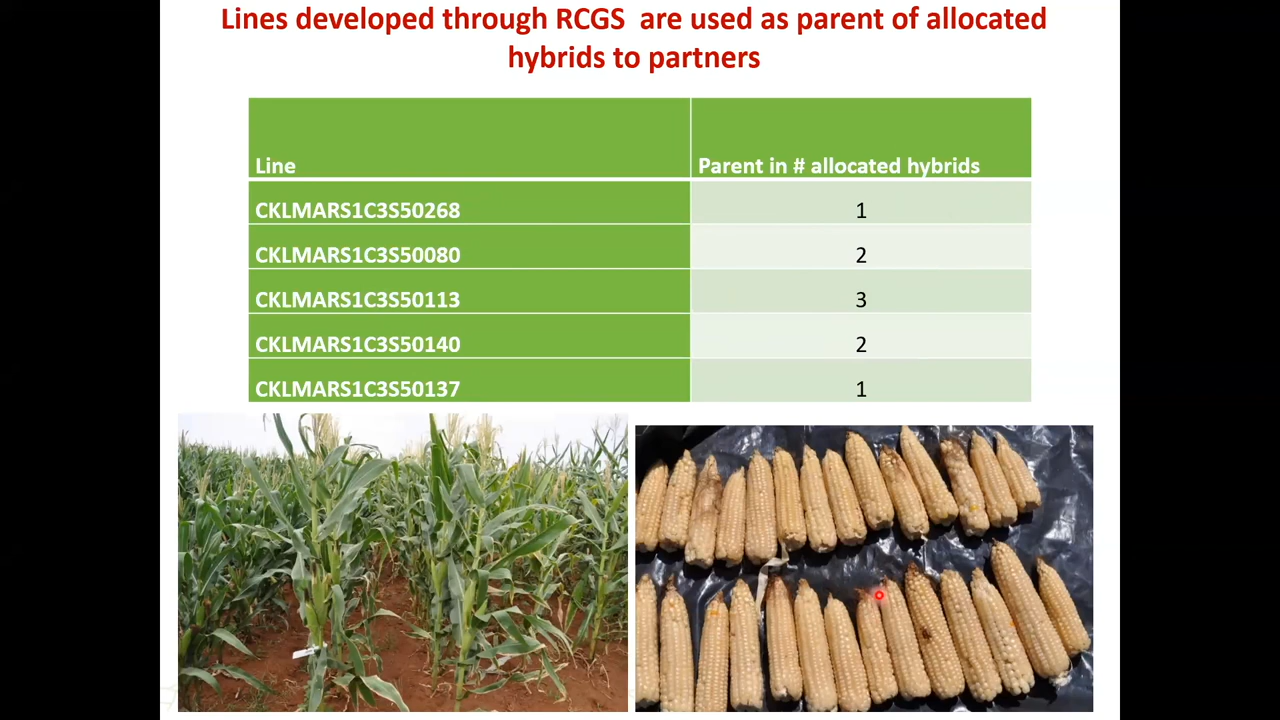 Lines developed through RCGS are used as parent of allocated
hybrids to partners
Line Parent in # allocated hybrids
CKLMARS1C3S50268 1
CKLMARS1C3S50080 2
CKLMARS1C3S50113 3
CKLMARS1C3S50140 2
CKLMARS1C3S50137 1